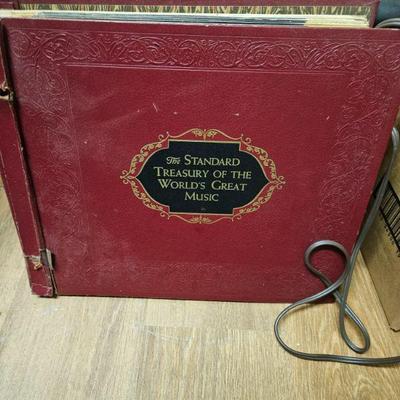 The STANDARD
TREASURY OF THE
WORLD'S GREAT
MUSIC